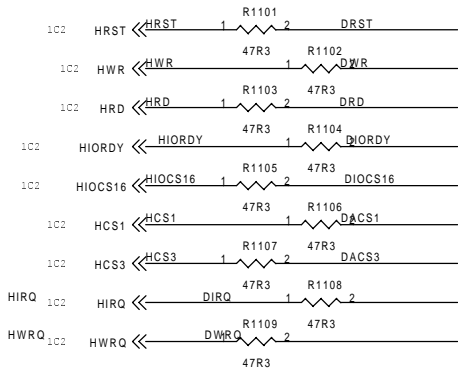 R1101
1C2 HRST HRST 1 2 DRST
47R3 R1102
1C2 HWR HWR 1 2 DWR
R1103 47R3
1C2 HRD HRD 1 2 DRD
47R3 R1104
1C2 HIORDY HIORDY 1 2 DIORDY
R1105 47R3
1C2 HIOCS16 HIOCS16 1 2 DIOCS16
47R3 R1106
1C2 HCS1 HCS1 1 2 DACS1
R1107 47R3
1C2 HCS3 HCS3 1 2 DACS3
47R3 R1108
HIRQ 1C2 HIRQ DIRQ 1 2
R1109 47R3
HWRQ 1C2 HWRQ DWRQ 1 2
47R3